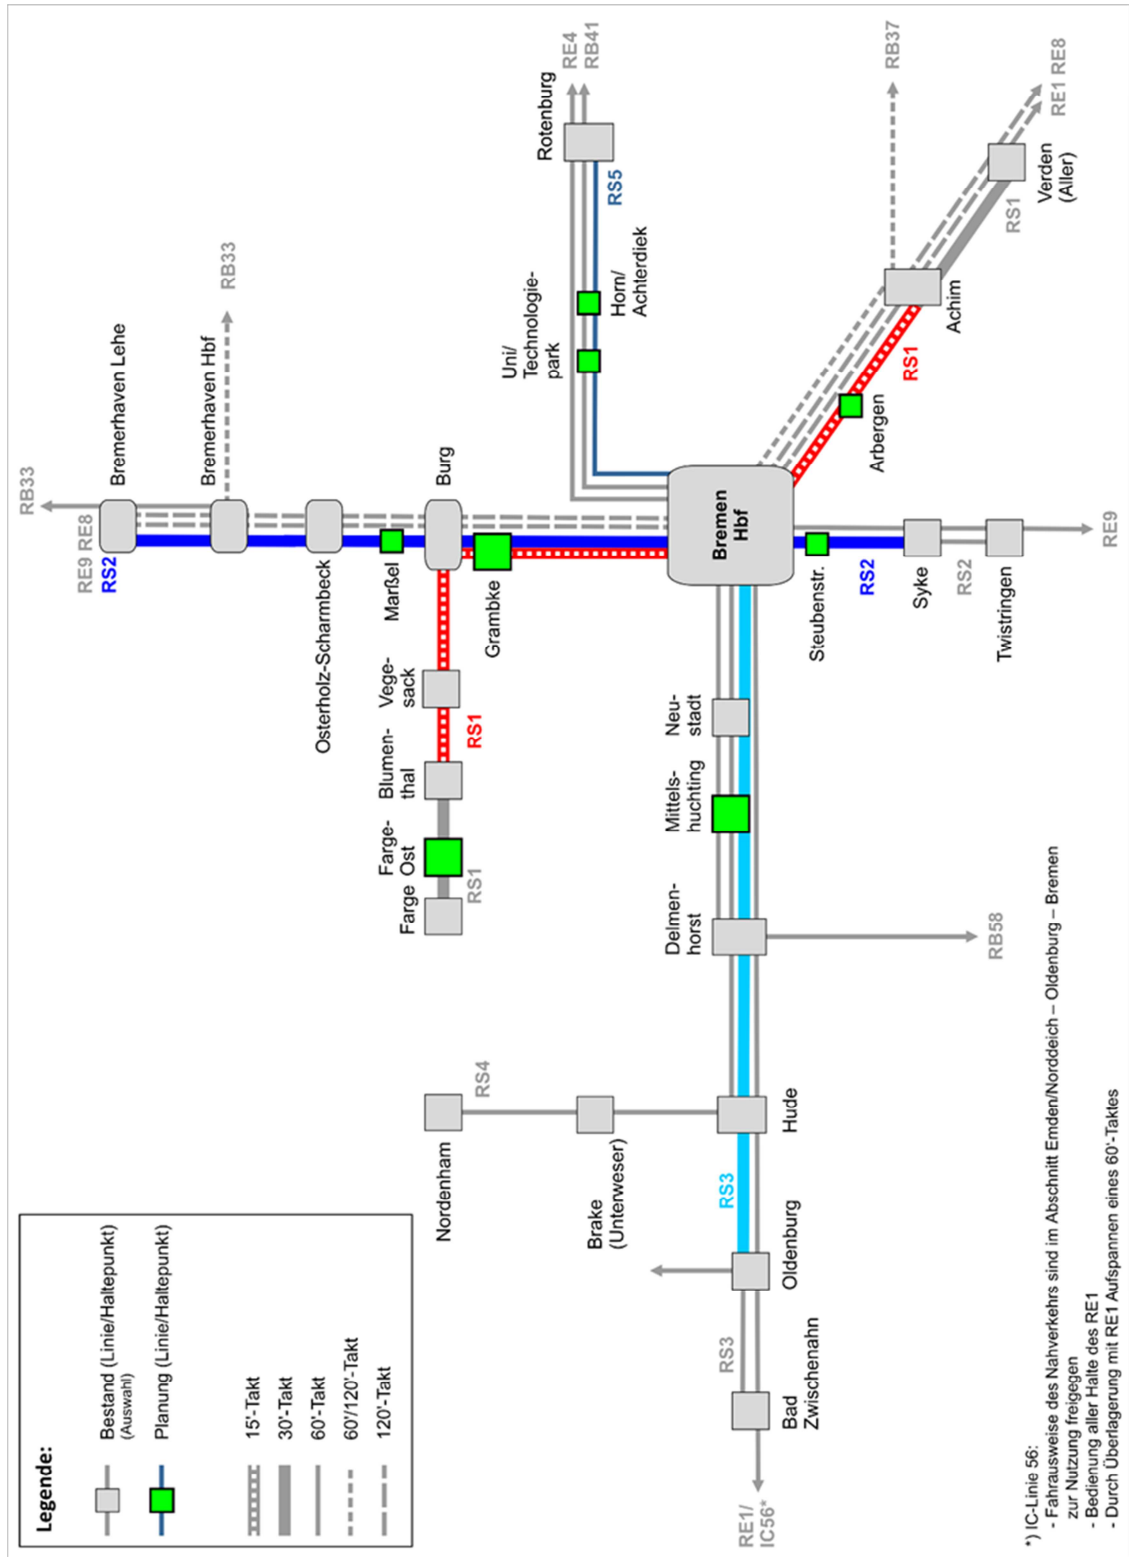 Legende:
Bestand (Linie/Haltepunkt)
(Auswahl)
Planung (Linie/Haltepunkt)
15'-Takt
30'-Takt
60'-Takt
60'/120'-Takt
120'-Takt
RB33
RE9 RE8
RS2
Bremerhaven Lehe
Bremerhaven Hbf
RB33
Osterholz-Scharmbeck
Marßel
Burg
Grambke
Farge
Farge-
Ost
Blumen-
thal
Vege-
sack
RS1
RS1
Nordenham
RS4
Brake
(Unterweser)
RE1/
IC56*
Bad
Zwischenahn
RS3
Oldenburg
RS3
Hude
Delmen-
horst
RB58
Mittels-
huchting
Neu-
stadt
Bremen
Hbf
Uni/
Technologie-
park
Horn/
Achterdiek
RS5
Rotenburg
RE4
RB41
RB37
Arbergen
RS1
Achim
RS1
Verden
(Aller)
RE1 RE8
Steubenstr.
RS2
Syke
RS2
Twistringen
RE9
*) IC-Linie 56:
- Fahrausweise des Nahverkehrs sind im Abschnitt Emden/Norddeich – Oldenburg – Bremen
zur Nutzung freigegen
- Bedienung aller Halte des RE1
- Durch Überlagerung mit RE1 Aufspannen eines 60'-Taktes